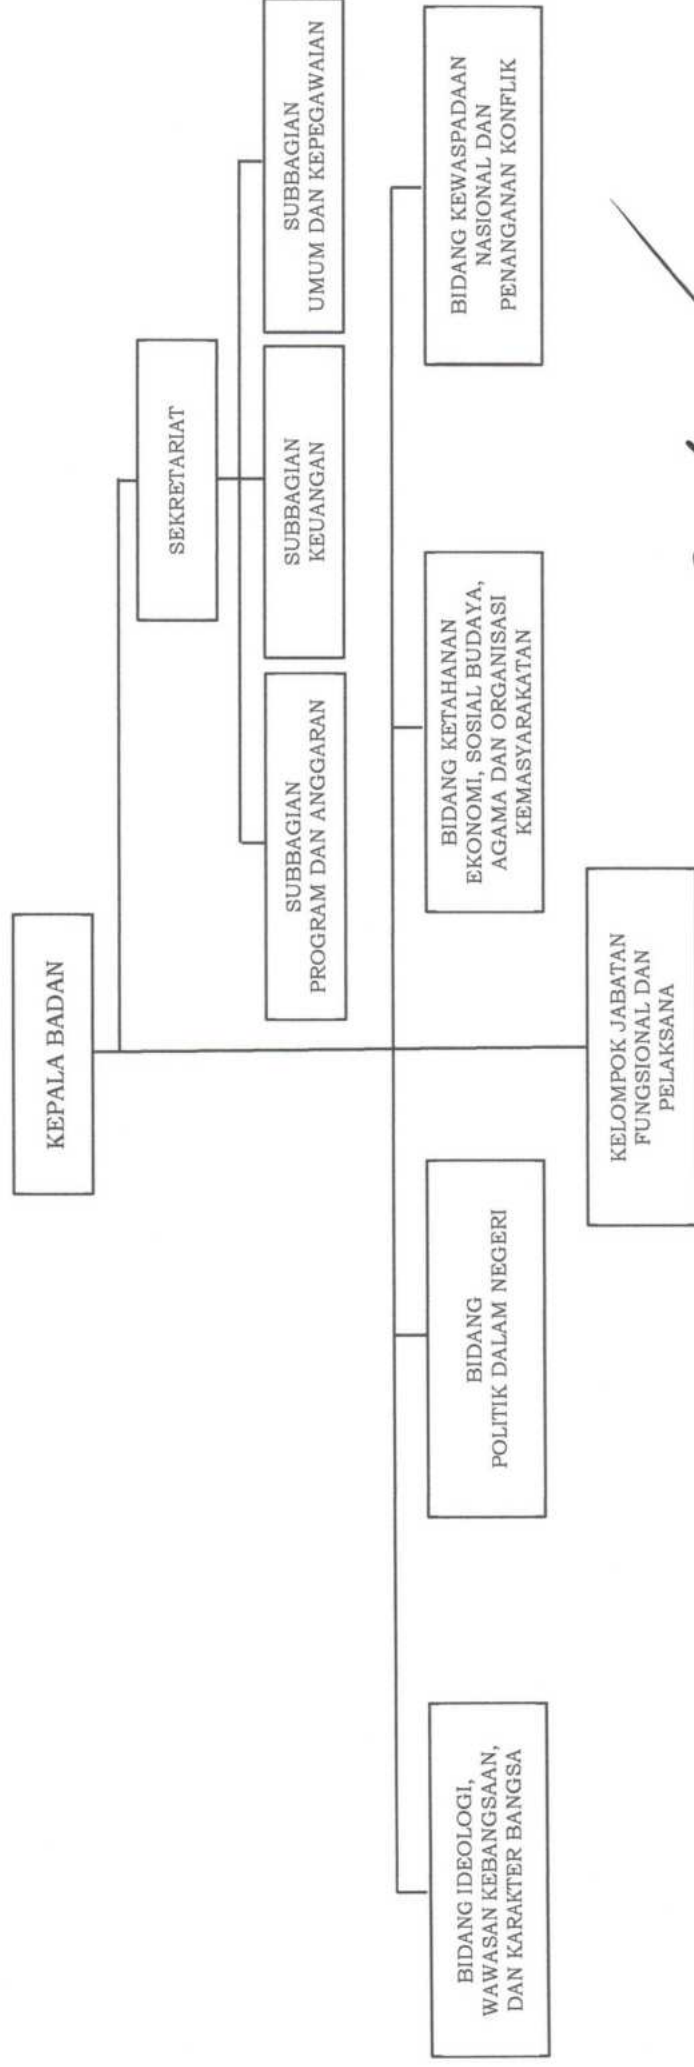 KEPALA BADAN
SEKRETARIAT
SUBBAGIAN
PROGRAM DAN ANGGARAN
SUBBAGIAN
KEUANGAN
SUBBAGIAN
UMUM DAN KEPEGAWAIAN
BIDANG IDEOLOGI,
WAWASAN KEBANGSAAN,
DAN KARAKTER BANGSA
BIDANG
POLITIK DALAM NEGERI
BIDANG KETAHANAN
EKONOMI, SOSIAL BUDAYA,
AGAMA DAN ORGANISASI
KEMASYARAKATAN
BIDANG KEWASPADAAN
NASIONAL DAN
PENANGANAN KONFLIK
KELOMPOK JABATAN
FUNGSIONAL DAN
PELAKSANA